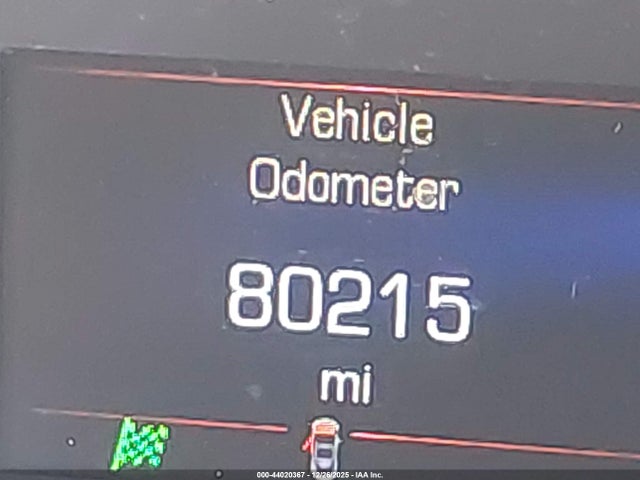 Vehicle
Odometer
80215
mi
000-44020367 - 12/26/2025 - IAA Inc.